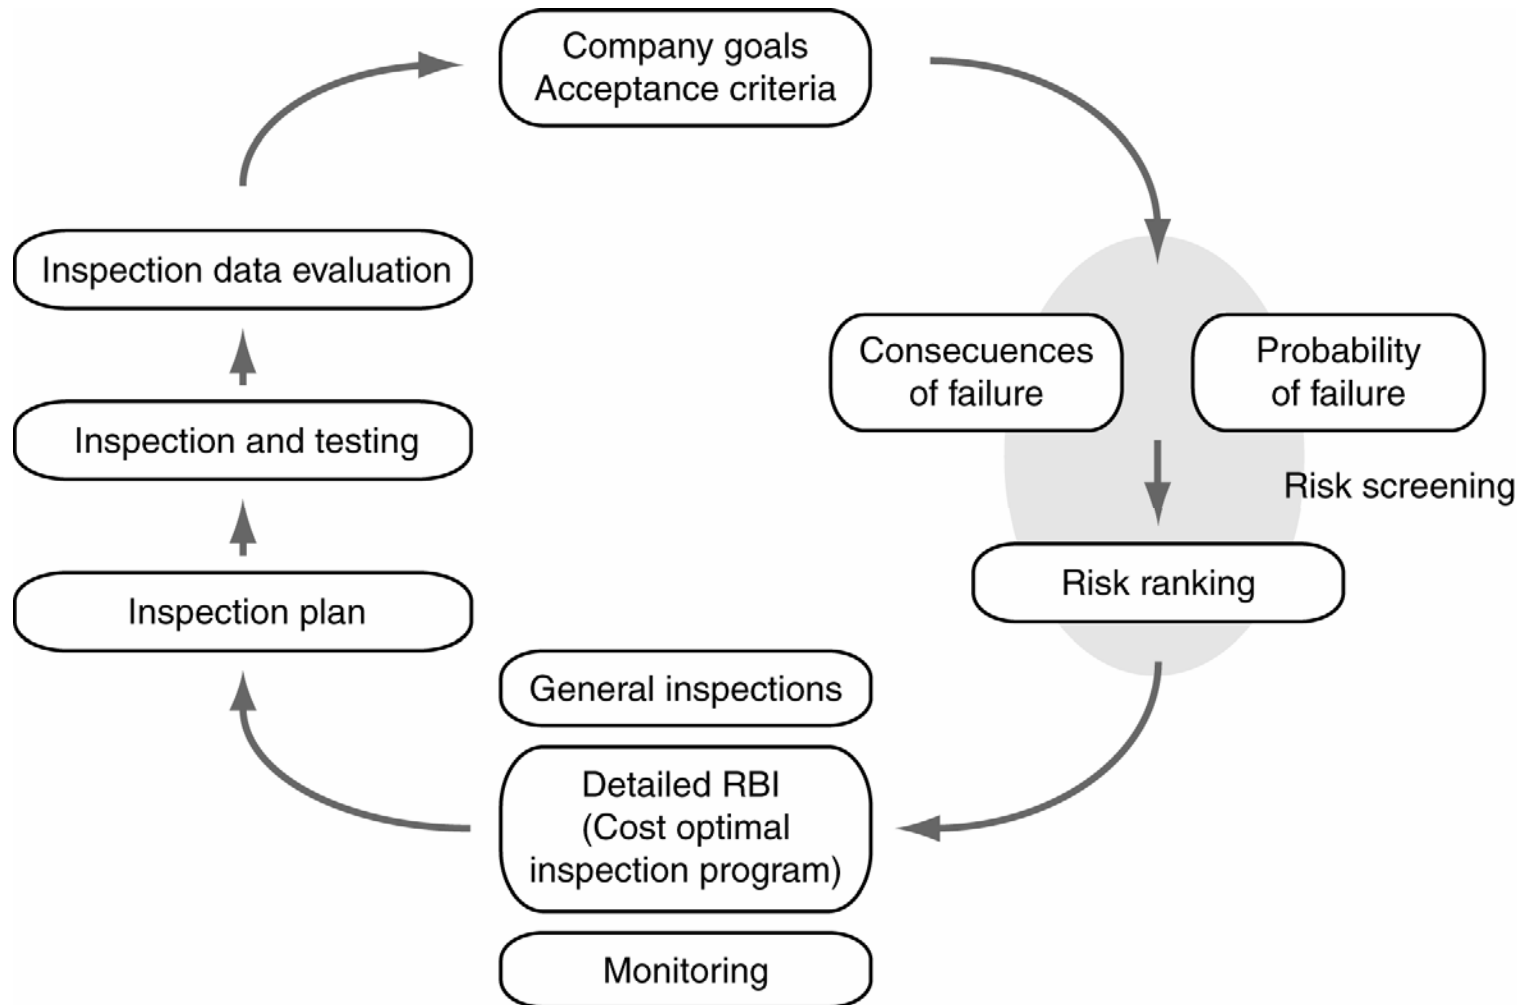 Company goals
Acceptance criteria
Consecuences
of failure
Probability
of failure
Risk screening
Risk ranking
General inspections
Detailed RBI
(Cost optimal
inspection program)
Monitoring
Inspection plan
Inspection and testing
Inspection data evaluation